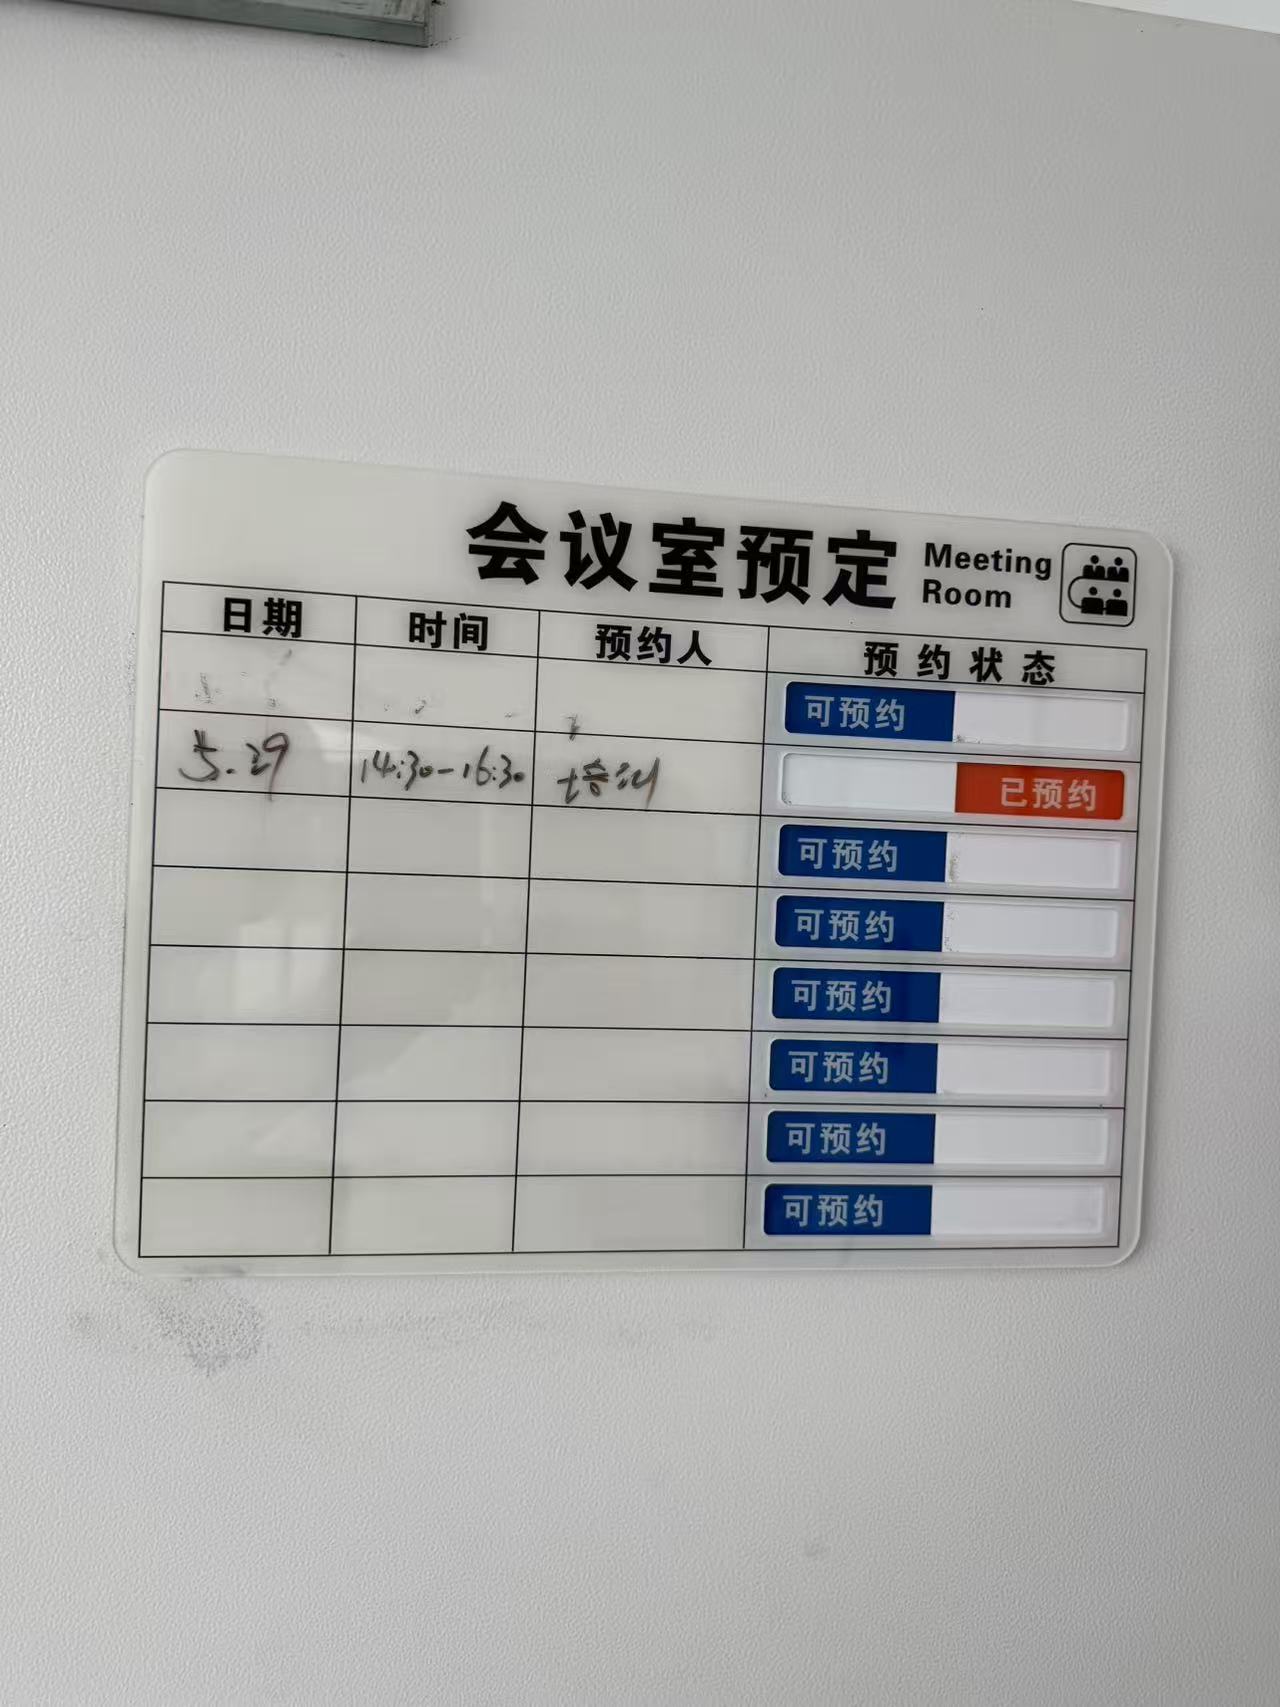 会议室预定 Meeting Room
日期 时间 预约人 预约状态
可预约
5.29 14:30-16:30 培训 已预约
可预约
可预约
可预约
可预约
可预约
可预约